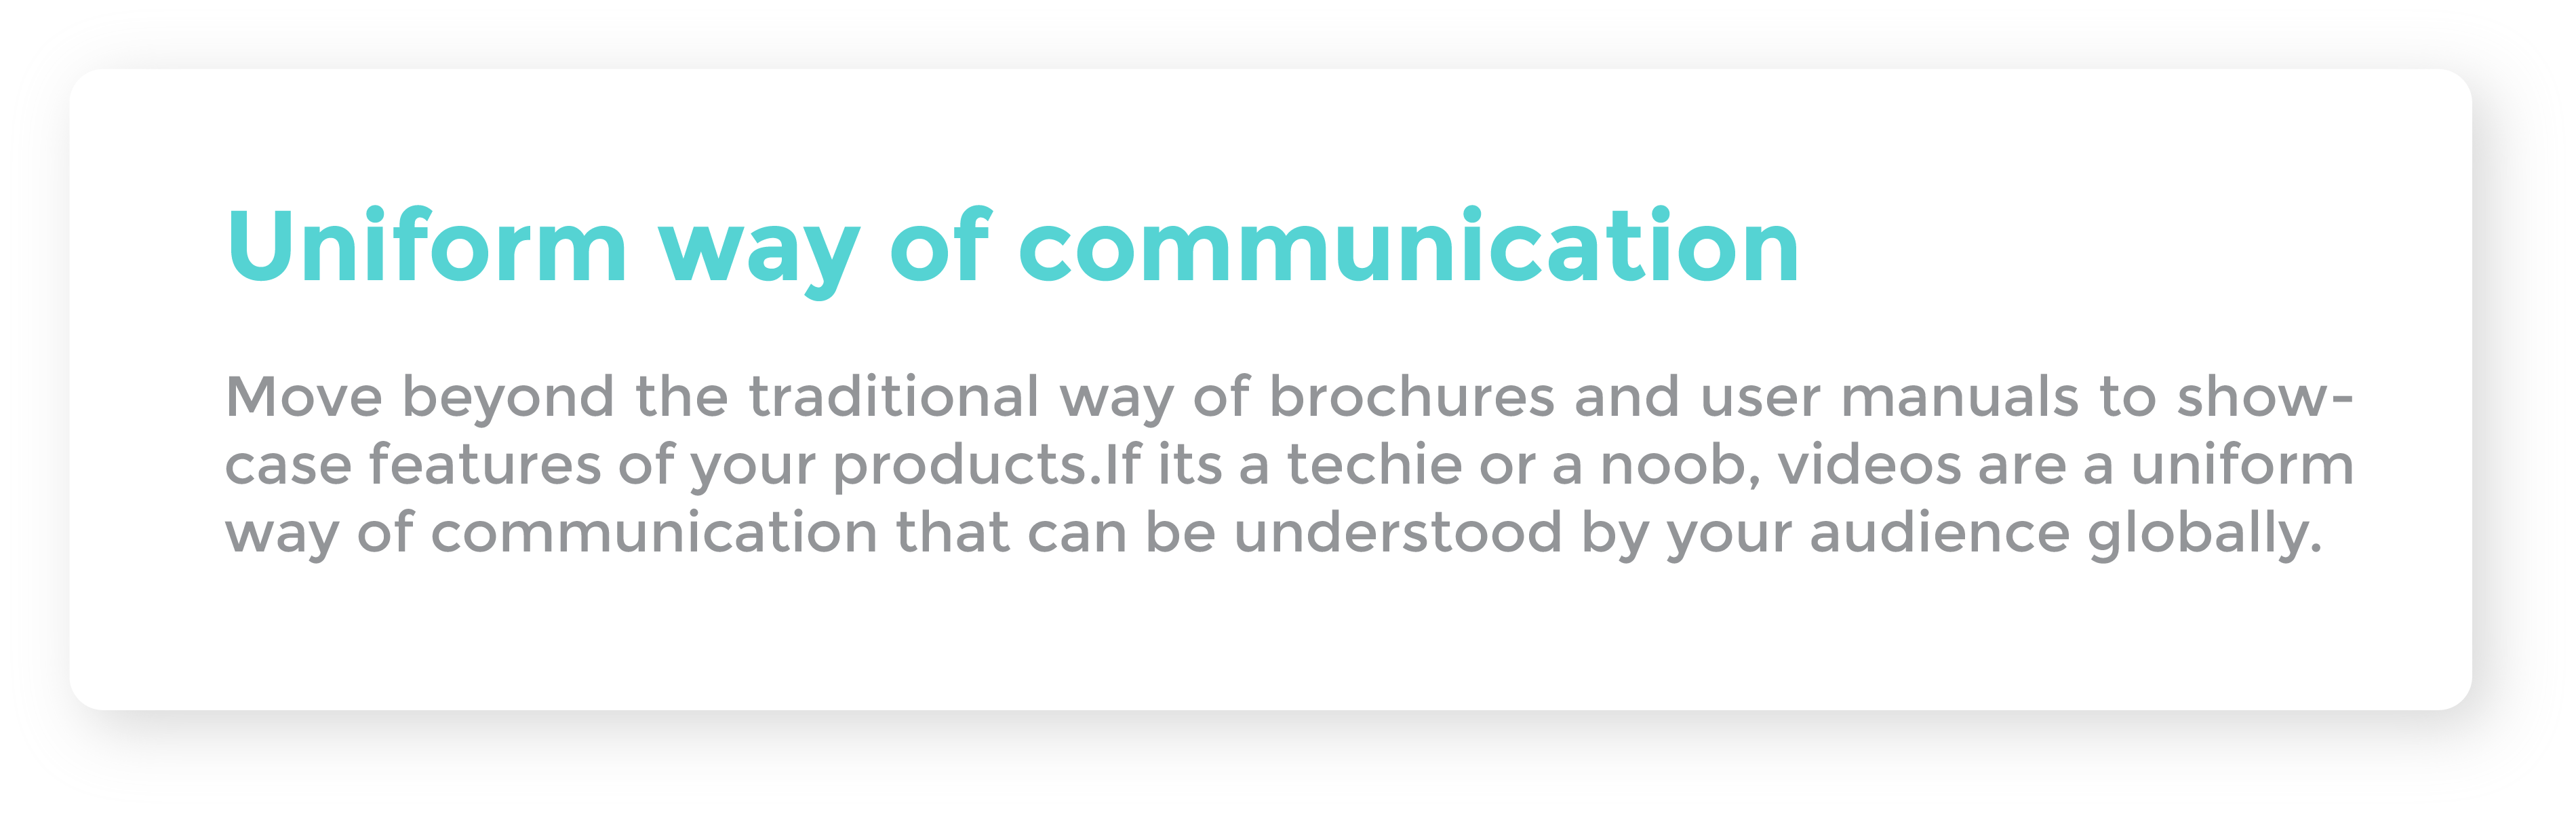 Uniform way of communication
Move beyond the traditional way of brochures and user manuals to show-
case features of your products.If its a techie or a noob, videos are a uniform
way of communication that can be understood by your audience globally.